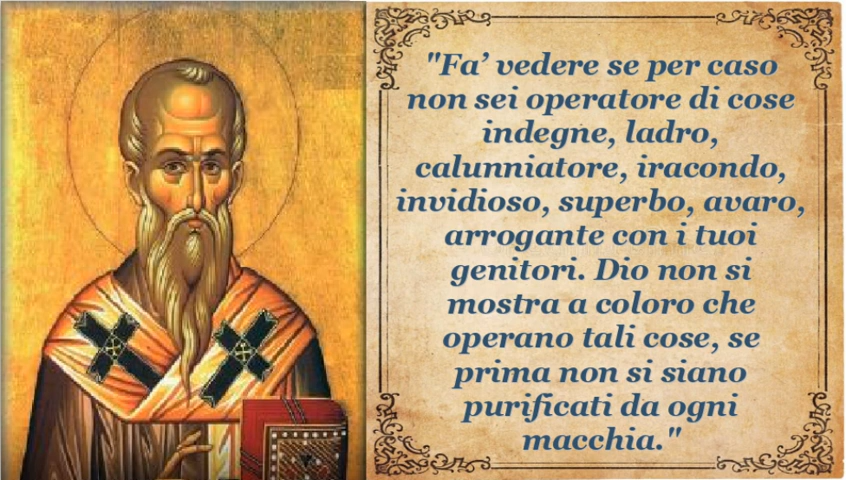 "Fa’ vedere se per caso
non sei operatore di cose
indegne, ladro,
calunniatore, iracondo,
invidioso, superbo, avaro,
arrogante con i tuoi
genitori. Dio non si
mostra a coloro che
operano tali cose, se
prima non si siano
purificati da ogni
macchia."